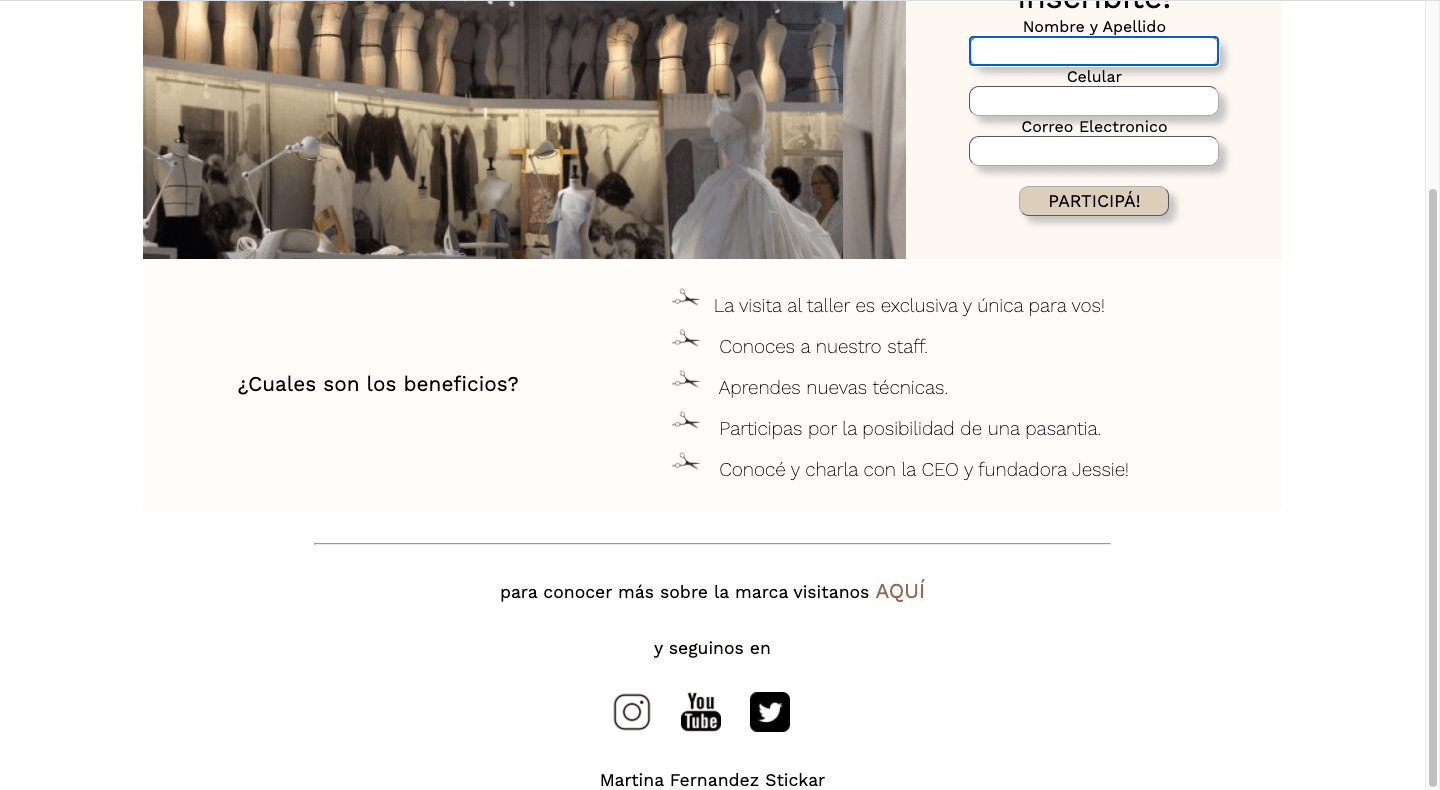 Inscribite!
Nombre y Apellido
Celular
Correo Electronico
PARTICIPÁ!
La visita al taller es exclusiva y única para vos!
Conoces a nuestro staff.
¿Cuales son los beneficios?
Aprendes nuevas técnicas.
Participas por la posibilidad de una pasantia.
Conocé y charla con la CEO y fundadora Jessie!
para conocer más sobre la marca visitanos AQUÍ
y seguinos en
You
Tube
Martina Fernandez Stickar